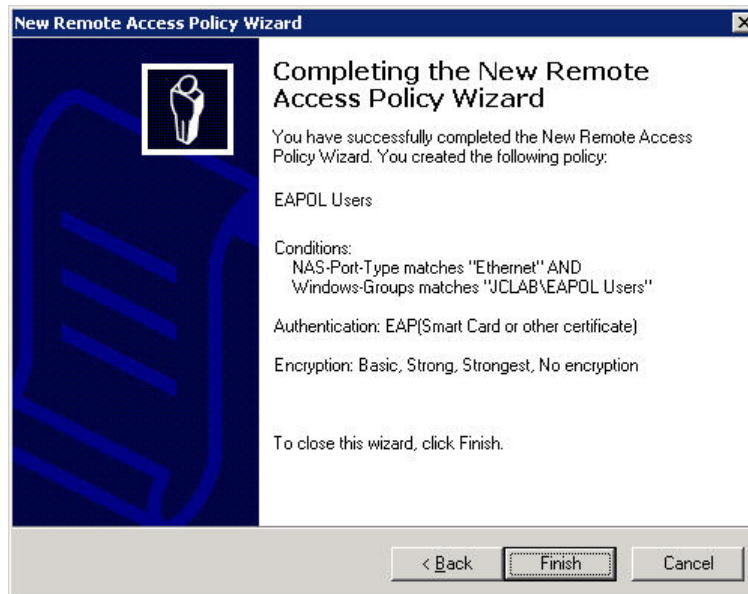 New Remote Access Policy Wizard
Completing the New Remote
Access Policy Wizard
You have successfully completed the New Remote Access
Policy Wizard. You created the following policy:
EAPOL Users
Conditions:
NAS-Port-Type matches "Ethernet" AND
Windows-Groups matches "JCLAB\EAPOL Users"
Authentication: EAP(Smart Card or other certificate)
Encryption: Basic, Strong, Strongest, No encryption
To close this wizard, click Finish.
< Back Finish Cancel